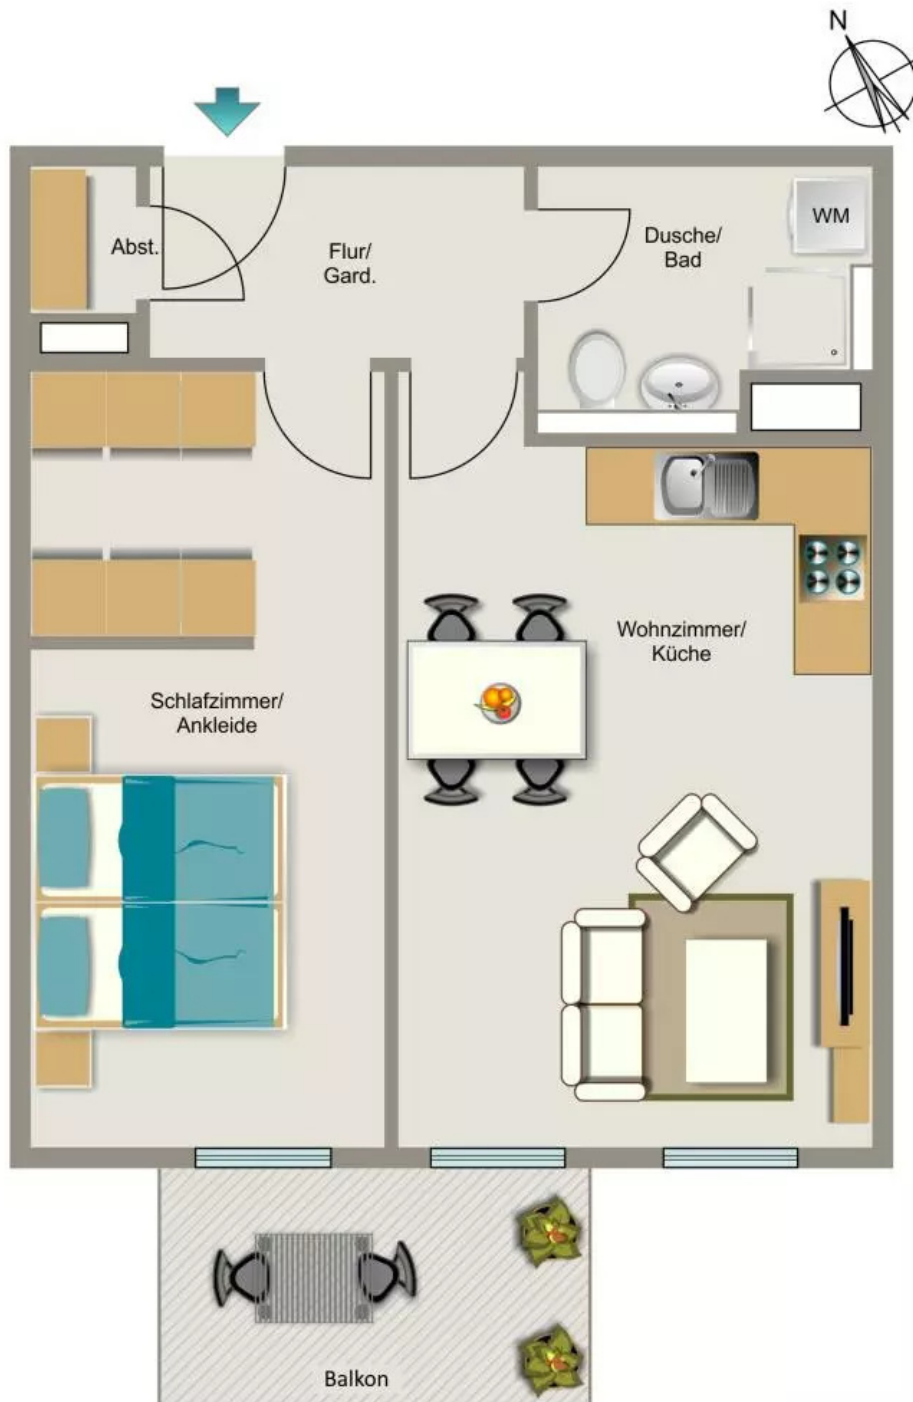 N
WM
Abst.
Flur/
Gard.
Dusche/
Bad
Wohnzimmer/
Küche
Schlafzimmer/
Ankleide
Balkon